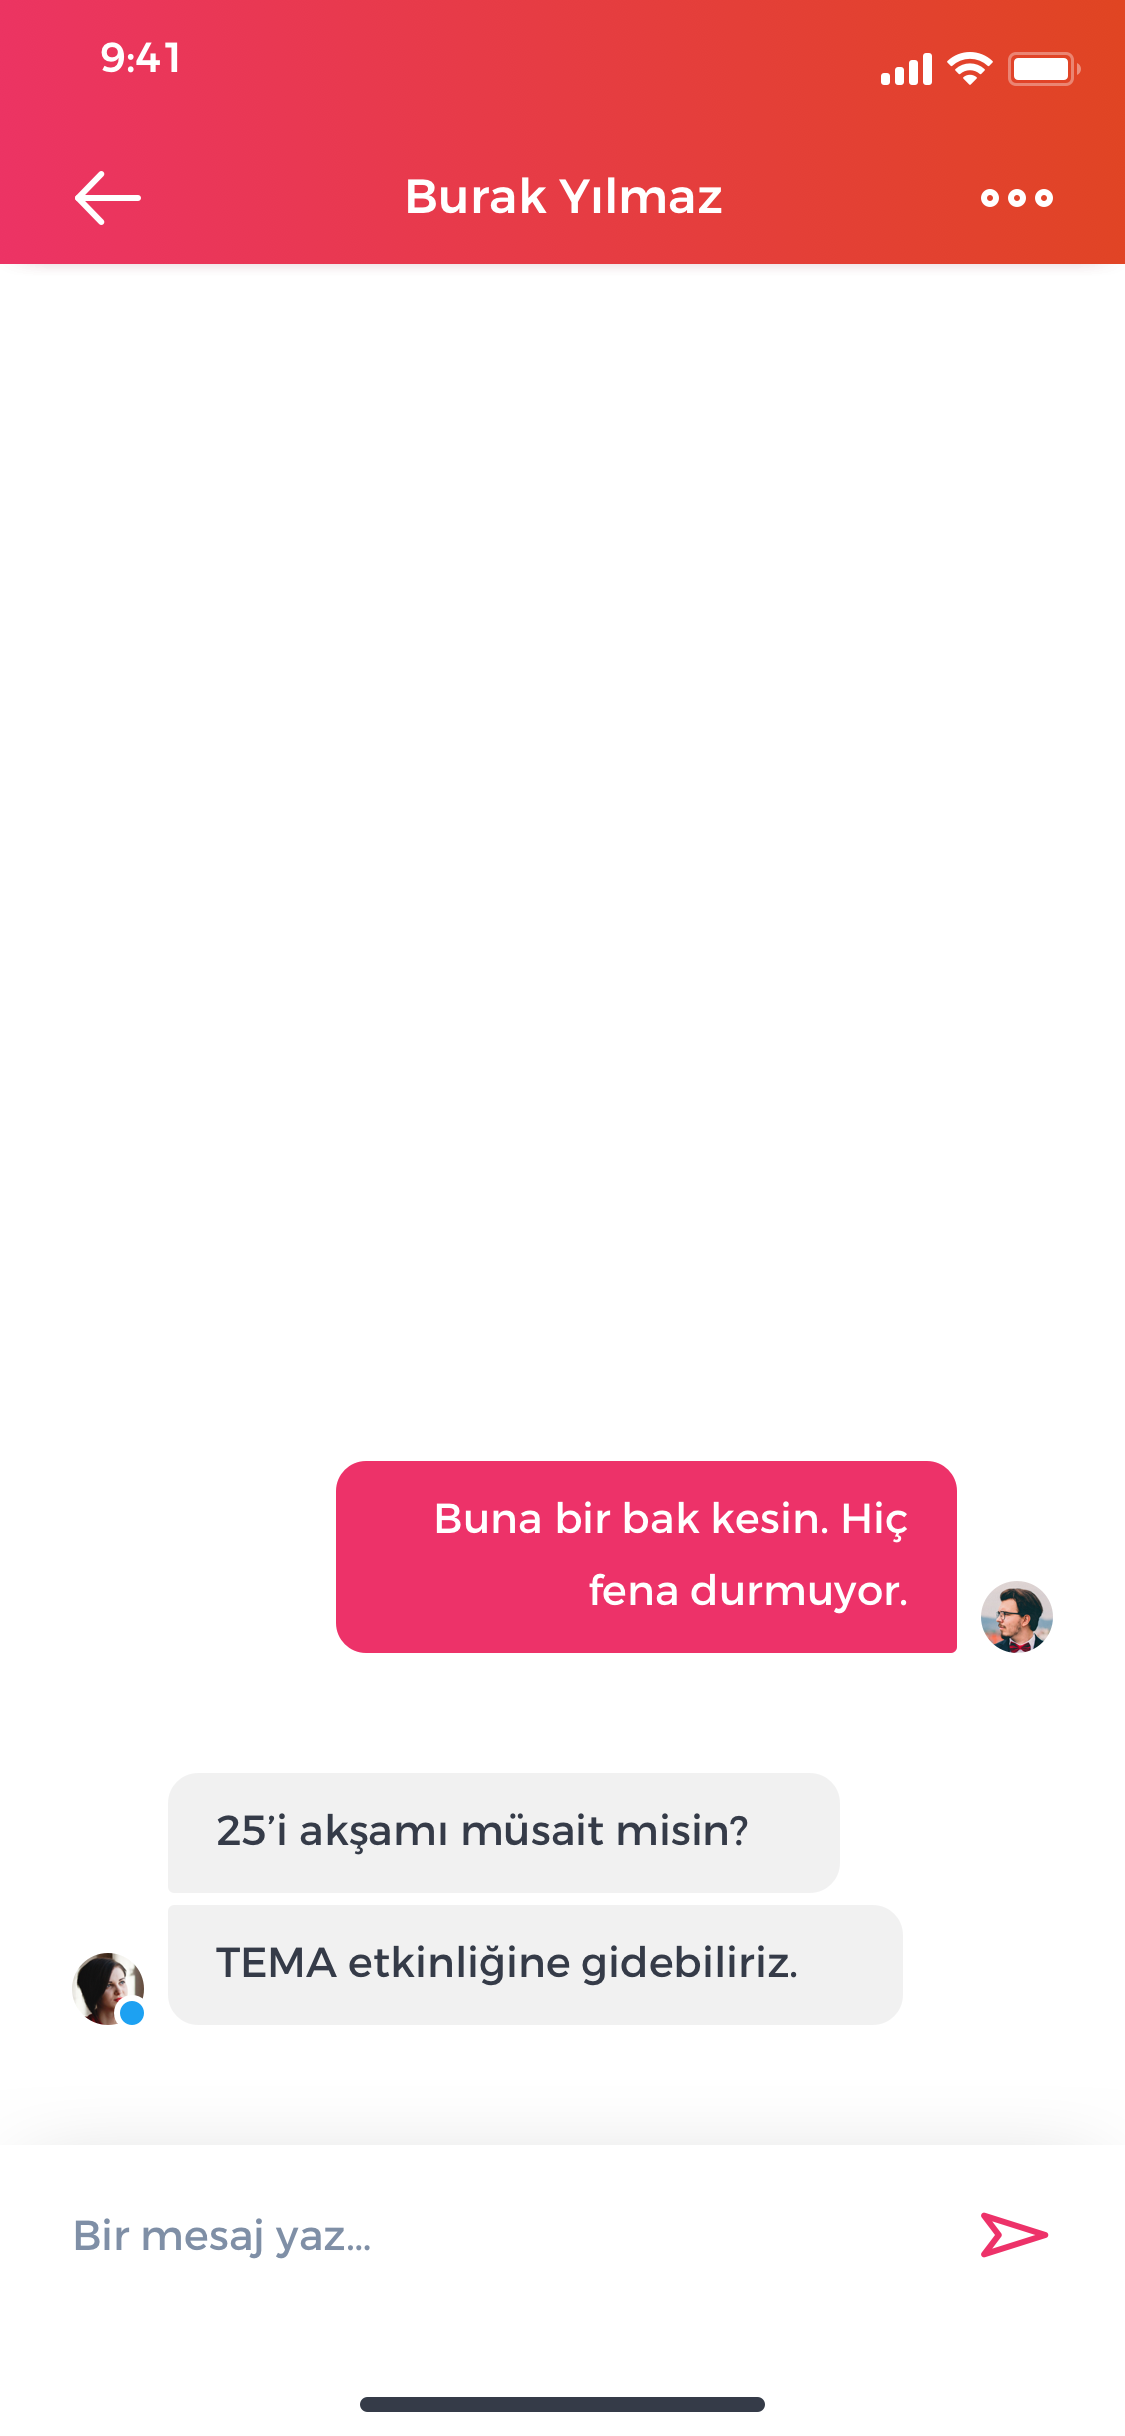 9:41
Burak Yılmaz
Buna bir bak kesin. Hiç
fena durmuyor.
25’i akşamı müsait misin?
TEMA etkinliğine gidebiliriz.
Bir mesaj yaz...